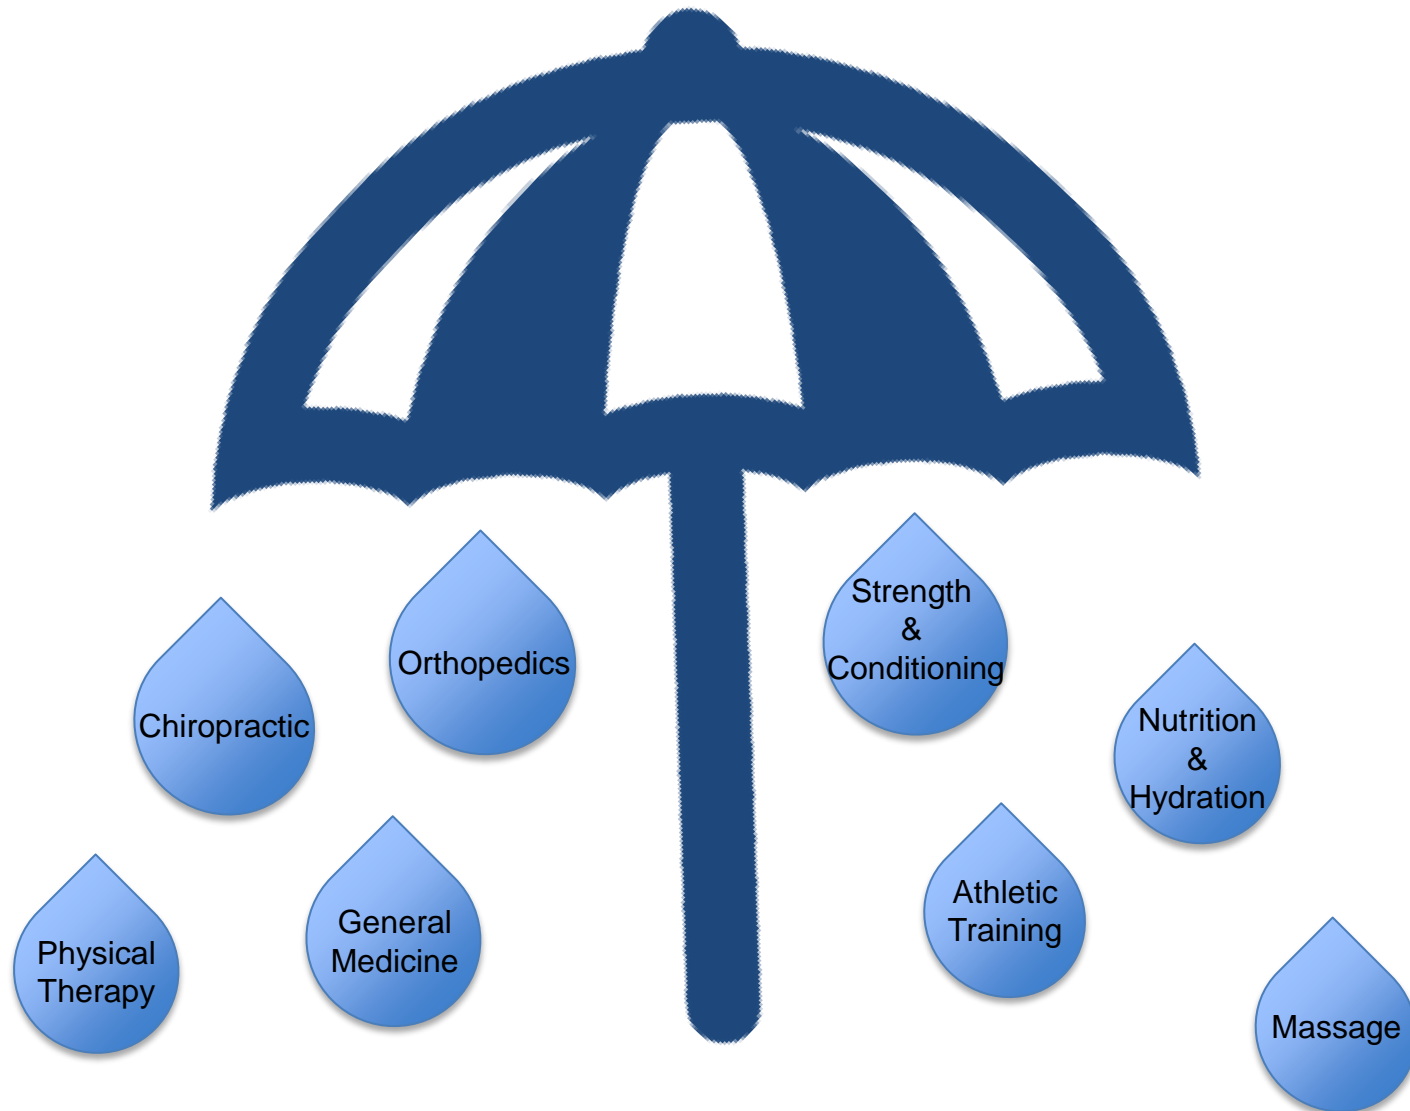 Orthopedics
Chiropractic
Physical
Therapy
General
Medicine
Strength
&
Conditioning
Nutrition
&
Hydration
Athletic
Training
Massage